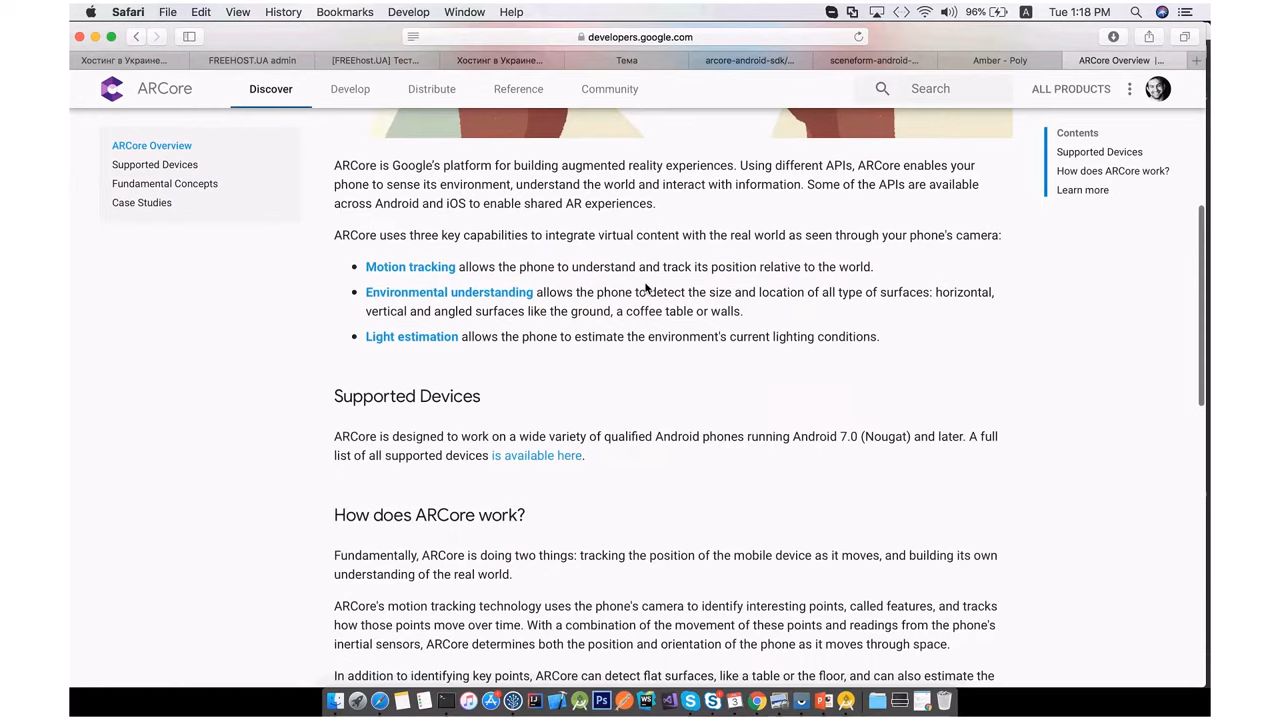 Safari File Edit View History Bookmarks Develop Window Help 96% A Tue 1:18 PM
developers.google.com
Хостинг в Украине... FREEHOST.UA admin [FREEhost.UA] Тест... Хостинг в Украине... Тема arcore-android-sdk/... sceneform-android-... Amber - Poly ARCore Overview |...
ARCore Discover Develop Distribute Reference Community Search ALL PRODUCTS
ARCore Overview
Supported Devices
Fundamental Concepts
Case Studies
ARCore is Google's platform for building augmented reality experiences. Using different APIs, ARCore enables your
phone to sense its environment, understand the world and interact with information. Some of the APIs are available
across Android and iOS to enable shared AR experiences.
ARCore uses three key capabilities to integrate virtual content with the real world as seen through your phone's camera:
• Motion tracking allows the phone to understand and track its position relative to the world.
• Environmental understanding allows the phone to detect the size and location of all type of surfaces: horizontal,
vertical and angled surfaces like the ground, a coffee table or walls.
• Light estimation allows the phone to estimate the environment's current lighting conditions.
Supported Devices
ARCore is designed to work on a wide variety of qualified Android phones running Android 7.0 (Nougat) and later. A full
list of all supported devices is available here.
How does ARCore work?
Fundamentally, ARCore is doing two things: tracking the position of the mobile device as it moves, and building its own
understanding of the real world.
ARCore's motion tracking technology uses the phone's camera to identify interesting points, called features, and tracks
how those points move over time. With a combination of the movement of these points and readings from the phone's
inertial sensors, ARCore determines both the position and orientation of the phone as it moves through space.
In addition to identifying key points, ARCore can detect flat surfaces, like a table or the floor, and can also estimate the
Contents
Supported Devices
How does ARCore work?
Learn more